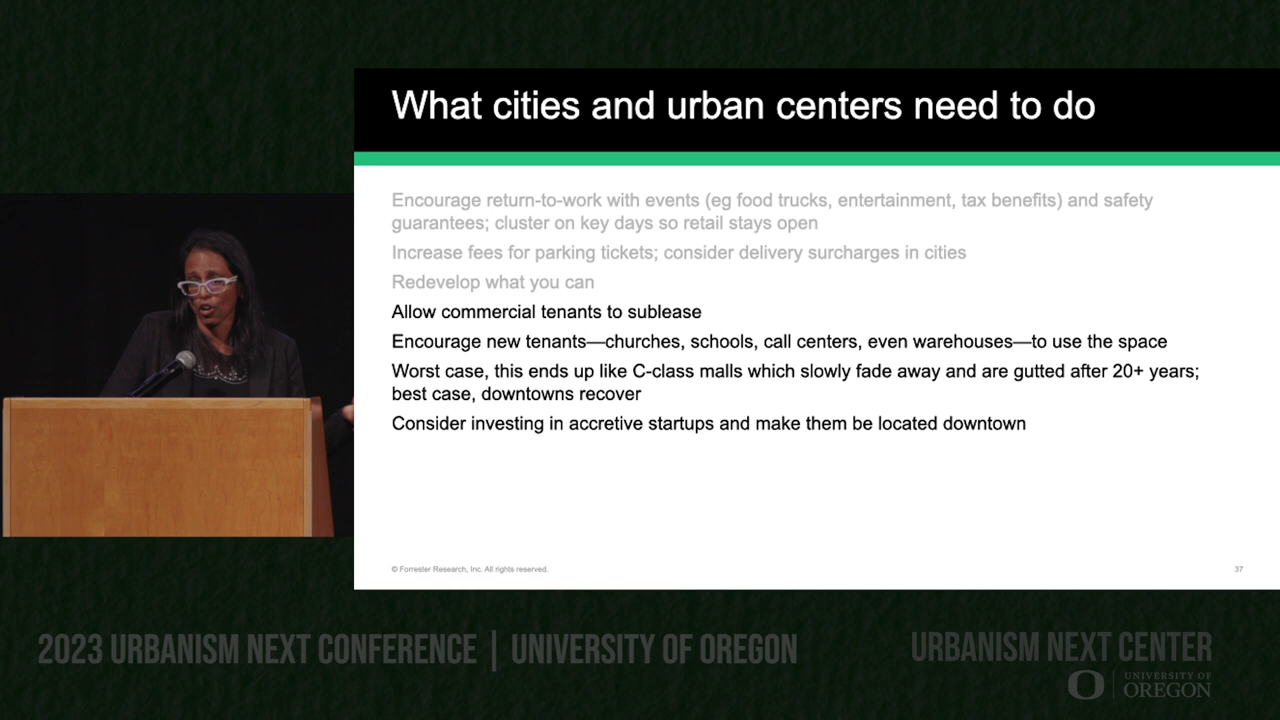 What cities and urban centers need to do
Encourage return-to-work with events (eg food trucks, entertainment, tax benefits) and safety
guarantees; cluster on key days so retail stays open
Increase fees for parking tickets; consider delivery surcharges in cities
Redevelop what you can
Allow commercial tenants to sublease
Encourage new tenants—churches, schools, call centers, even warehouses—to use the space
Worst case, this ends up like C-class malls which slowly fade away and are gutted after 20+ years;
best case, downtowns recover
Consider investing in accretive startups and make them be located downtown
© Forrester Research, Inc. All rights reserved.
37
2023 URBANISM NEXT CONFERENCE | UNIVERSITY OF OREGON
URBANISM NEXT CENTER
O
UNIVERSITY OF
OREGON